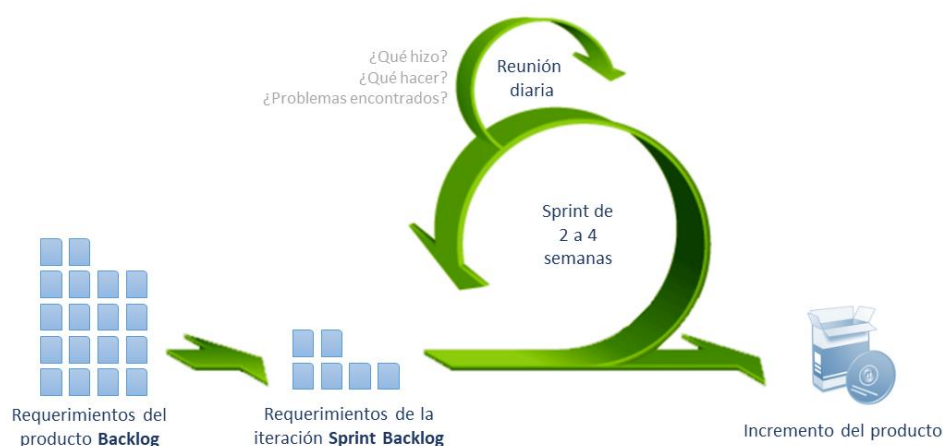 ¿Qué hizo?
¿Qué hacer?
¿Problemas encontrados?
Reunión
diaria
Sprint de
2 a 4
semanas
Requerimientos del
producto Backlog
Requerimientos de la
iteración Sprint Backlog
Incremento del producto